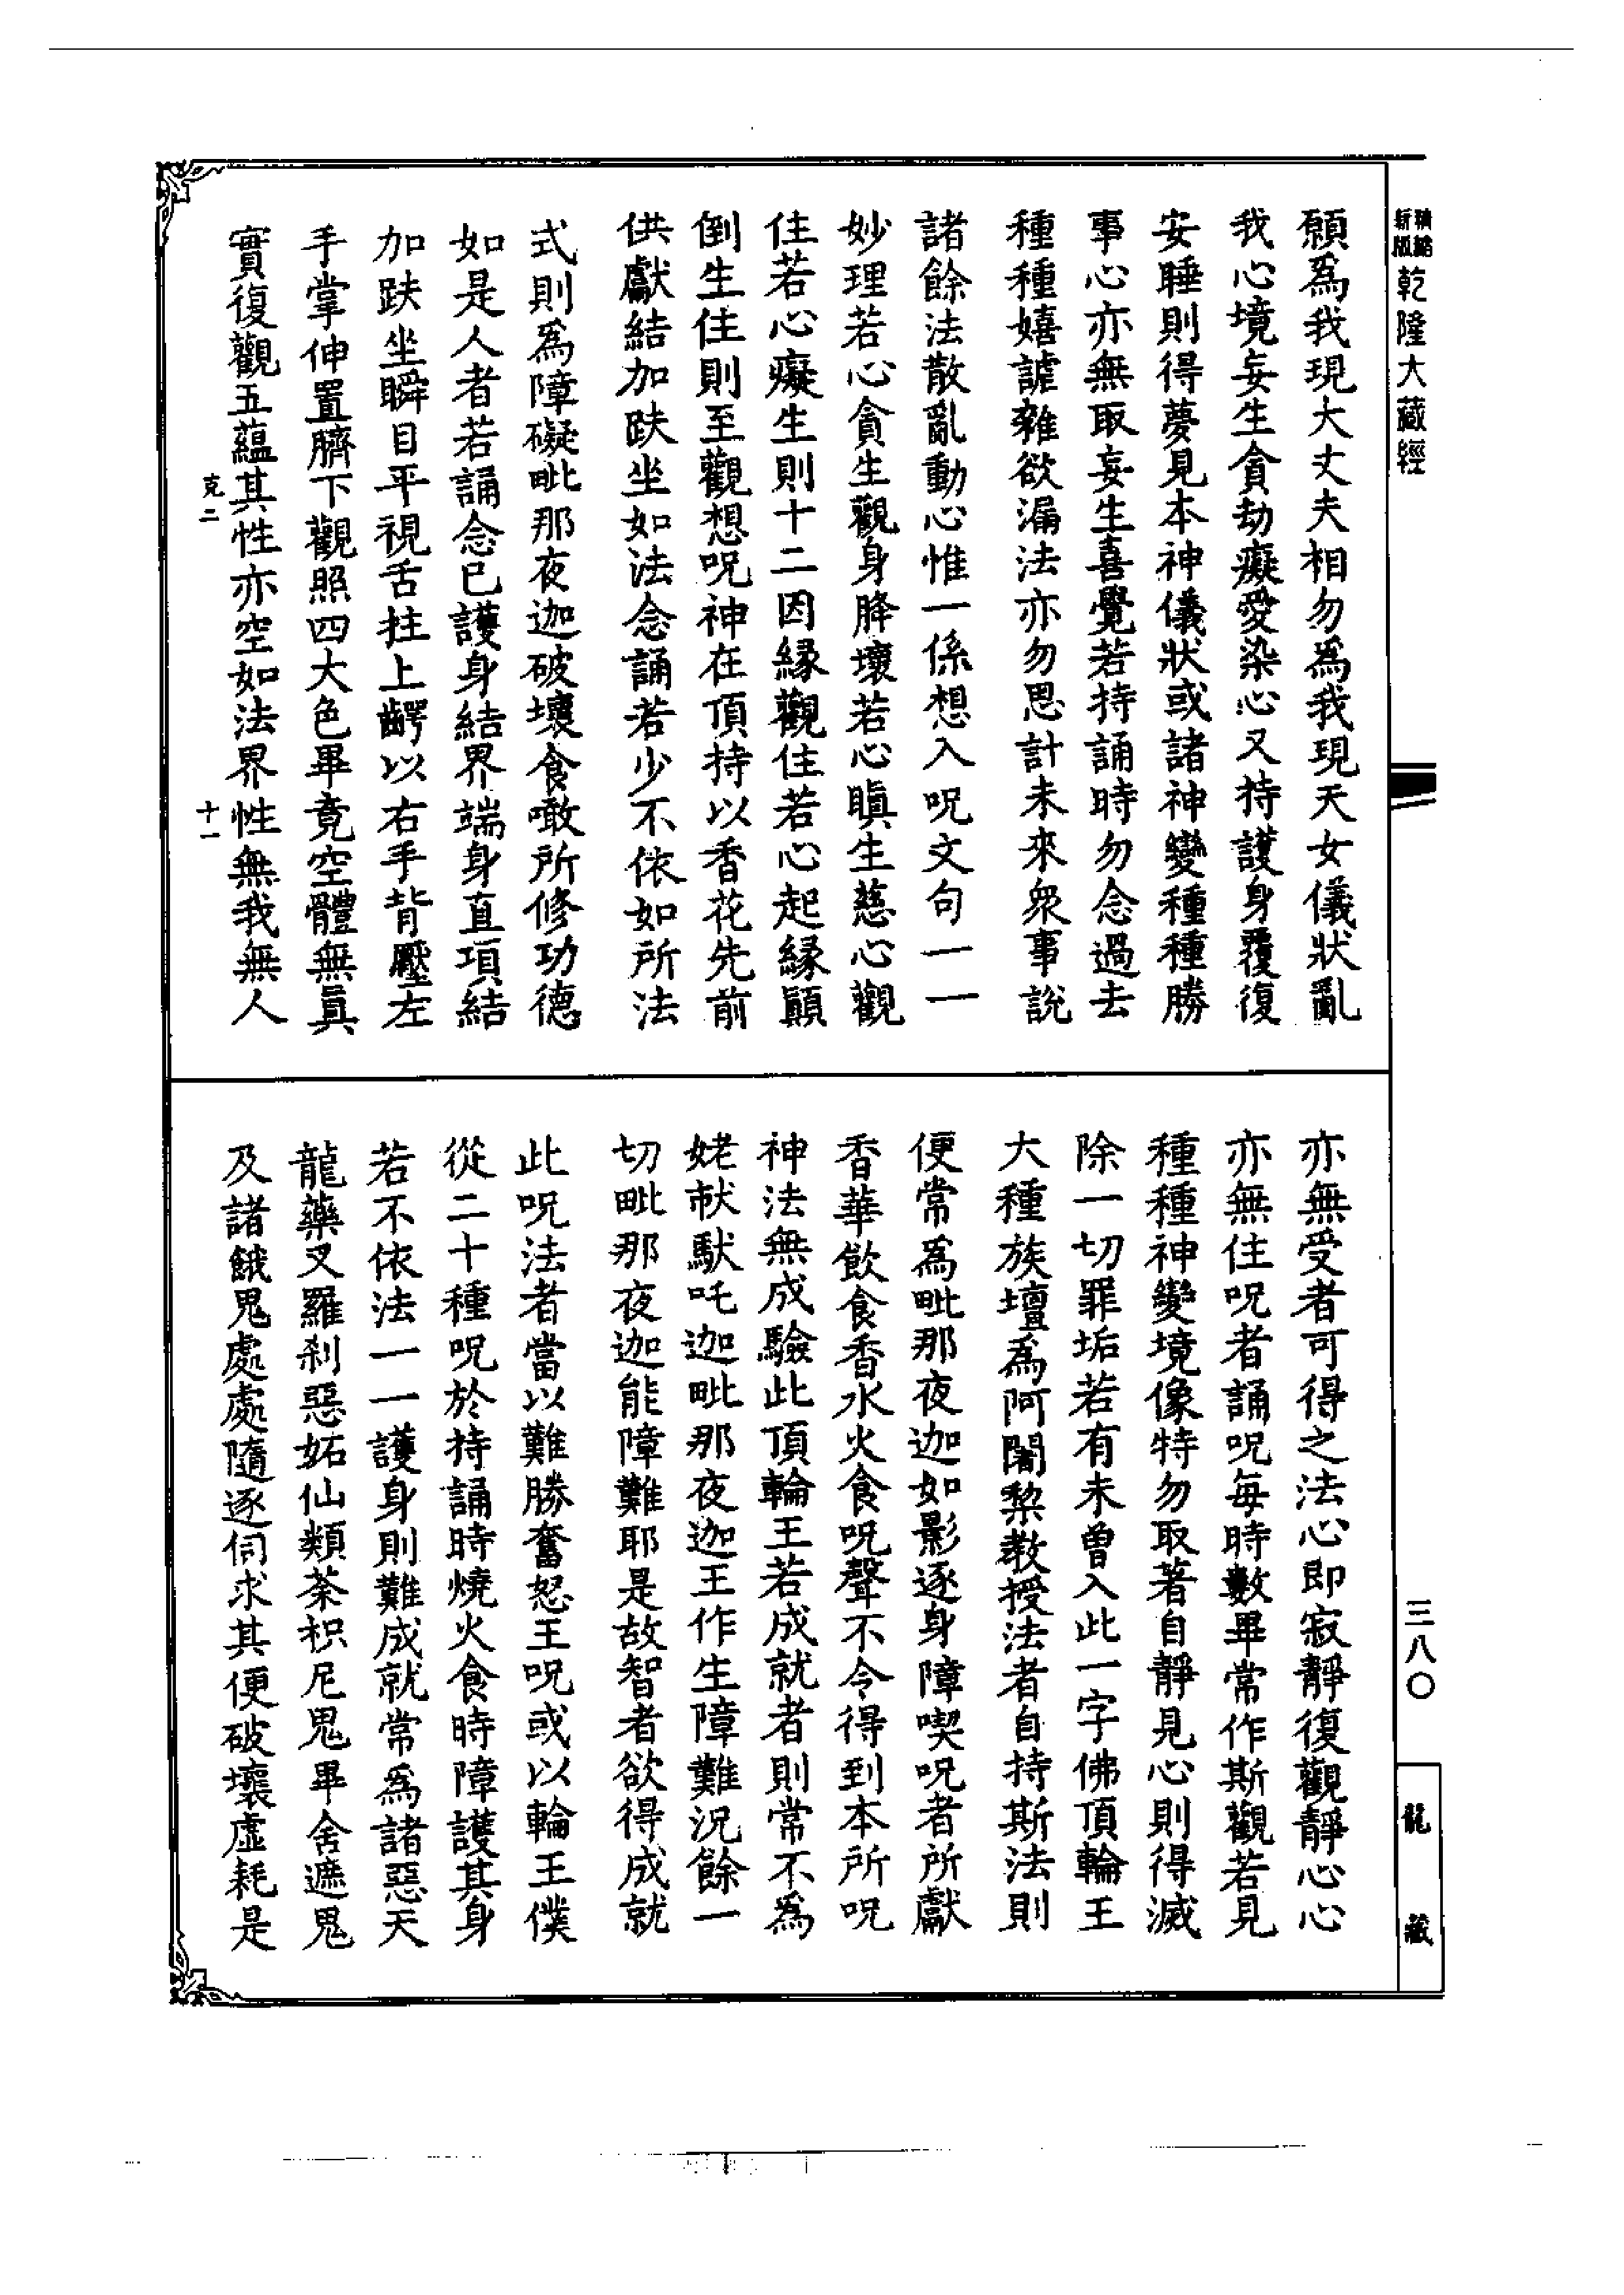 新版精縮乾隆大藏經
願爲我現大丈夫相勿爲我現天女儀狀亂
我心境妄生貪劫癡愛染心又持護身覆復
安睡則得夢見本神儀狀或諸神變種種勝
事心亦無取妄生喜覺若持誦時勿念過去
種種嬉謔雜欲漏法亦勿思計未來衆事說
諸餘法散亂動心惟一係想入呪文句一一
妙理若心貪生觀身胮壞若心瞋生慈心觀
住若心癡生則十二因緣觀住若心起緣顚
倒生住則至觀想呪神在頂持以香花先前
供獻結加趺坐如法念誦若少不依如所法
式則爲障礙毗那夜迦破壞食噉所修功德
如是人者若誦念已護身結界端身直項結
加趺坐瞬目平視舌拄上齶以右手背壓左
手掌伸置臍下觀照四大色畢竟空體無眞
實復觀五蘊其性亦空如法界性無我無人
克二
十一
亦無受者可得之法心即寂靜復觀靜心心
亦無住呪者誦呪每時數畢常作斯觀若見
種種神變境像特勿取著自靜見心則得滅
除一切罪垢若有未曾入此一字佛頂輪王
大種族壇爲阿闍棃教授法者自持斯法則
便常爲毗那夜迦如影逐身障喫呪者所獻
香華飲食香水火食呪聲不令得到本所呪
神法無成驗此頂輪王若成就者則常不爲
姥𤙖䭾吒迦毗那夜迦王作生障難況餘一
切毗那夜迦能障難耶是故智者欲得成就
此呪法者當以難勝奮怒王呪或以輪王僕
從二十種呪於持誦時燒火食時障護其身
若不依法一一護身則難成就常爲諸惡天
龍藥叉羅刹惡妬仙類荼枳尼鬼畢舍遮鬼
及諸餓鬼處處隨逐伺求其便破壞虛耗是
三八〇
龍藏